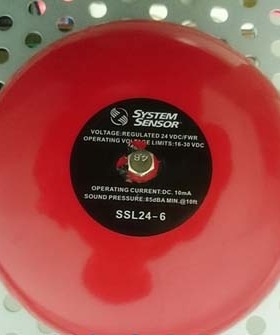 SYSTEM
SENSOR
VOLTAGE:REGULATED 24 VDC/FWR
OPERATING VOLTAGE LIMITS:16-30 VDC
OPERATING CURRENT:DC, 10mA
SOUND PRESSURE:85dBA MIN.@10ft
SSL24-6